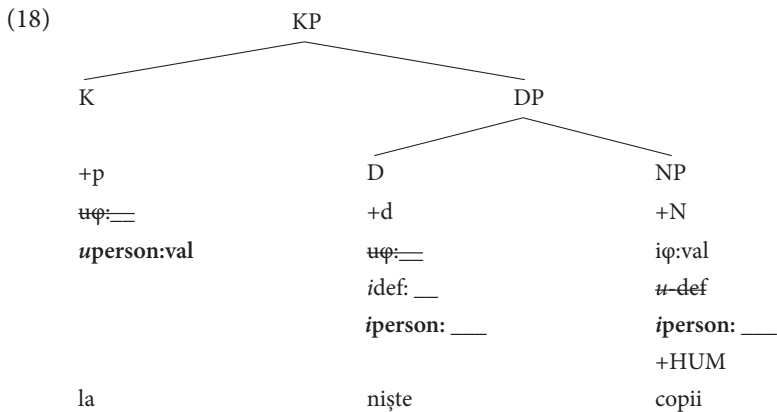 (18) KP
K DP
+p D NP
uφ:__ +d +N
uperson:val uφ:__ iφ:val
idef: __ u-def
iperson: ___ iperson: ___
+HUM
la niște copii